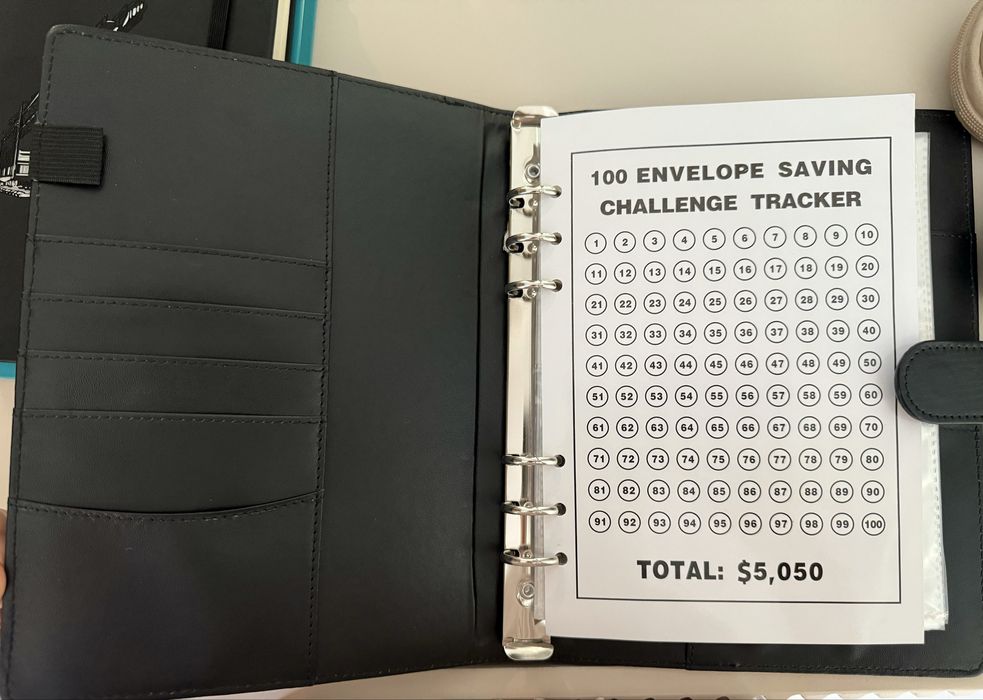 100 ENVELOPE SAVING
CHALLENGE TRACKER
1 2 3 4 5 6 7 8 9 10
11 12 13 14 15 16 17 18 19 20
21 22 23 24 25 26 27 28 29 30
31 32 33 34 35 36 37 38 39 40
41 42 43 44 45 46 47 48 49 50
51 52 53 54 55 56 57 58 59 60
61 62 63 64 65 66 67 68 69 70
71 72 73 74 75 76 77 78 79 80
81 82 83 84 85 86 87 88 89 90
91 92 93 94 95 96 97 98 99 100
TOTAL: $5,050